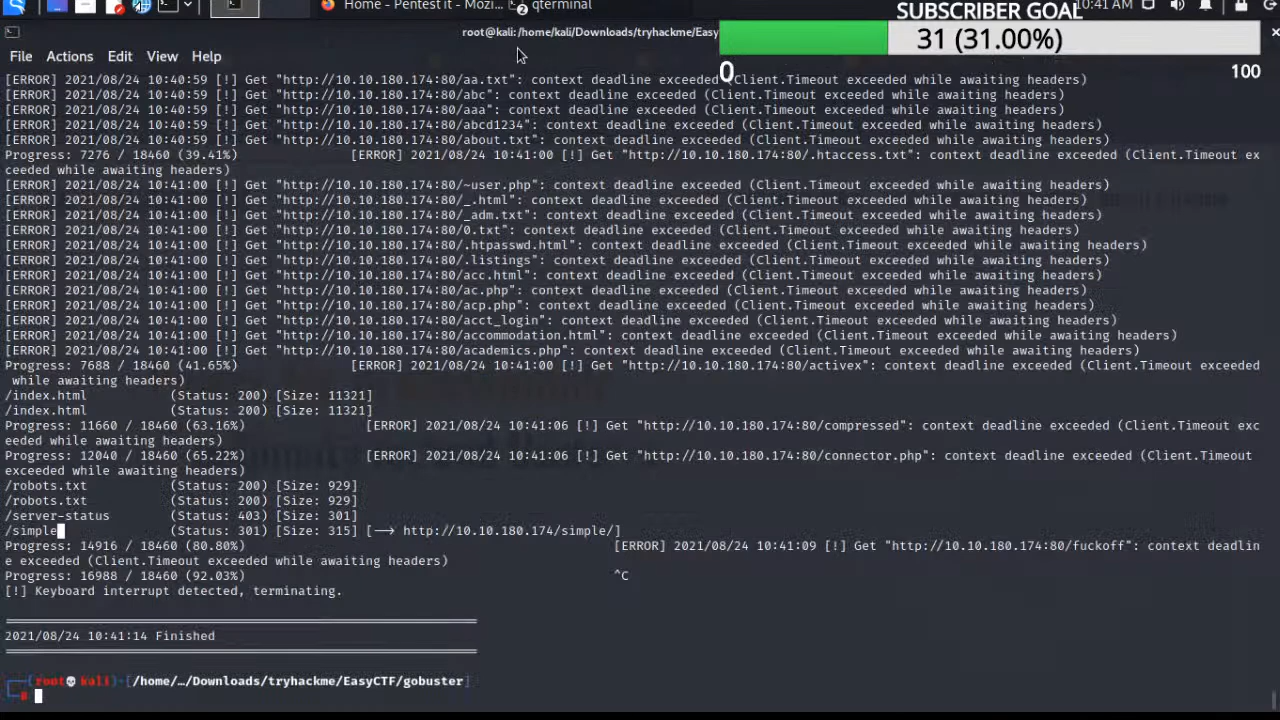 Home - Pentest it - Mozi...
qterminal
10:41 AM
SUBSCRIBER GOAL
31 (31.00%)
0
100
root@kali:/home/kali/Downloads/tryhackme/Easy
File Actions Edit View Help
[ERROR] 2021/08/24 10:40:59 [!] Get "http://10.10.180.174:80/aa.txt": context deadline exceeded (Client.Timeout exceeded while awaiting headers)
[ERROR] 2021/08/24 10:40:59 [!] Get "http://10.10.180.174:80/abc": context deadline exceeded (Client.Timeout exceeded while awaiting headers)
[ERROR] 2021/08/24 10:40:59 [!] Get "http://10.10.180.174:80/aaa": context deadline exceeded (Client.Timeout exceeded while awaiting headers)
[ERROR] 2021/08/24 10:40:59 [!] Get "http://10.10.180.174:80/abcd1234": context deadline exceeded (Client.Timeout exceeded while awaiting headers)
[ERROR] 2021/08/24 10:40:59 [!] Get "http://10.10.180.174:80/about.txt": context deadline exceeded (Client.Timeout exceeded while awaiting headers)
Progress: 7276 / 18460 (39.41%) [ERROR] 2021/08/24 10:41:00 [!] Get "http://10.10.180.174:80/.htaccess.txt": context deadline exceeded (Client.Timeout ex
ceeded while awaiting headers)
[ERROR] 2021/08/24 10:41:00 [!] Get "http://10.10.180.174:80/~user.php": context deadline exceeded (Client.Timeout exceeded while awaiting headers)
[ERROR] 2021/08/24 10:41:00 [!] Get "http://10.10.180.174:80/_.html": context deadline exceeded (Client.Timeout exceeded while awaiting headers)
[ERROR] 2021/08/24 10:41:00 [!] Get "http://10.10.180.174:80/_adm.txt": context deadline exceeded (Client.Timeout exceeded while awaiting headers)
[ERROR] 2021/08/24 10:41:00 [!] Get "http://10.10.180.174:80/0.txt": context deadline exceeded (Client.Timeout exceeded while awaiting headers)
[ERROR] 2021/08/24 10:41:00 [!] Get "http://10.10.180.174:80/.htpasswd.html": context deadline exceeded (Client.Timeout exceeded while awaiting headers)
[ERROR] 2021/08/24 10:41:00 [!] Get "http://10.10.180.174:80/.listings": context deadline exceeded (Client.Timeout exceeded while awaiting headers)
[ERROR] 2021/08/24 10:41:00 [!] Get "http://10.10.180.174:80/acc.html": context deadline exceeded (Client.Timeout exceeded while awaiting headers)
[ERROR] 2021/08/24 10:41:00 [!] Get "http://10.10.180.174:80/ac.php": context deadline exceeded (Client.Timeout exceeded while awaiting headers)
[ERROR] 2021/08/24 10:41:00 [!] Get "http://10.10.180.174:80/acp.php": context deadline exceeded (Client.Timeout exceeded while awaiting headers)
[ERROR] 2021/08/24 10:41:00 [!] Get "http://10.10.180.174:80/acct_login": context deadline exceeded (Client.Timeout exceeded while awaiting headers)
[ERROR] 2021/08/24 10:41:00 [!] Get "http://10.10.180.174:80/accommodation.html": context deadline exceeded (Client.Timeout exceeded while awaiting headers)
[ERROR] 2021/08/24 10:41:00 [!] Get "http://10.10.180.174:80/academics.php": context deadline exceeded (Client.Timeout exceeded while awaiting headers)
Progress: 7688 / 18460 (41.65%) [ERROR] 2021/08/24 10:41:00 [!] Get "http://10.10.180.174:80/activex": context deadline exceeded (Client.Timeout exceeded
while awaiting headers)
/index.html (Status: 200) [Size: 11321]
/index.html (Status: 200) [Size: 11321]
Progress: 11660 / 18460 (63.16%) [ERROR] 2021/08/24 10:41:06 [!] Get "http://10.10.180.174:80/compressed": context deadline exceeded (Client.Timeout exc
eeded while awaiting headers)
Progress: 12040 / 18460 (65.22%) [ERROR] 2021/08/24 10:41:06 [!] Get "http://10.10.180.174:80/connector.php": context deadline exceeded (Client.Timeout
exceeded while awaiting headers)
/robots.txt (Status: 200) [Size: 929]
/robots.txt (Status: 200) [Size: 929]
/server-status (Status: 403) [Size: 301]
/simple (Status: 301) [Size: 315] [--> http://10.10.180.174/simple/]
Progress: 14916 / 18460 (80.80%) [ERROR] 2021/08/24 10:41:09 [!] Get "http://10.10.180.174:80/fuckoff": context deadlin
e exceeded (Client.Timeout exceeded while awaiting headers)
Progress: 16988 / 18460 (92.03%) ^C
[!] Keyboard interrupt detected, terminating.
2021/08/24 10:41:14 Finished
root kali)-[/home/…/Downloads/tryhackme/EasyCTF/gobuster]